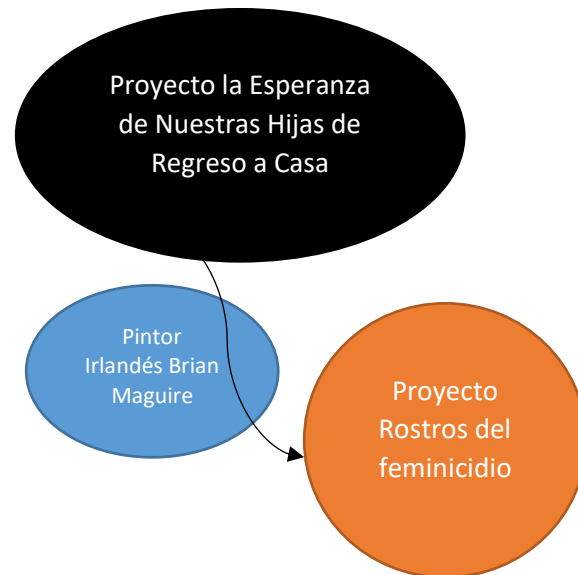 Proyecto la Esperanza
de Nuestras Hijas de
Regreso a Casa
Pintor
Irlandés Brian
Maguire
Proyecto
Rostros del
feminicidio